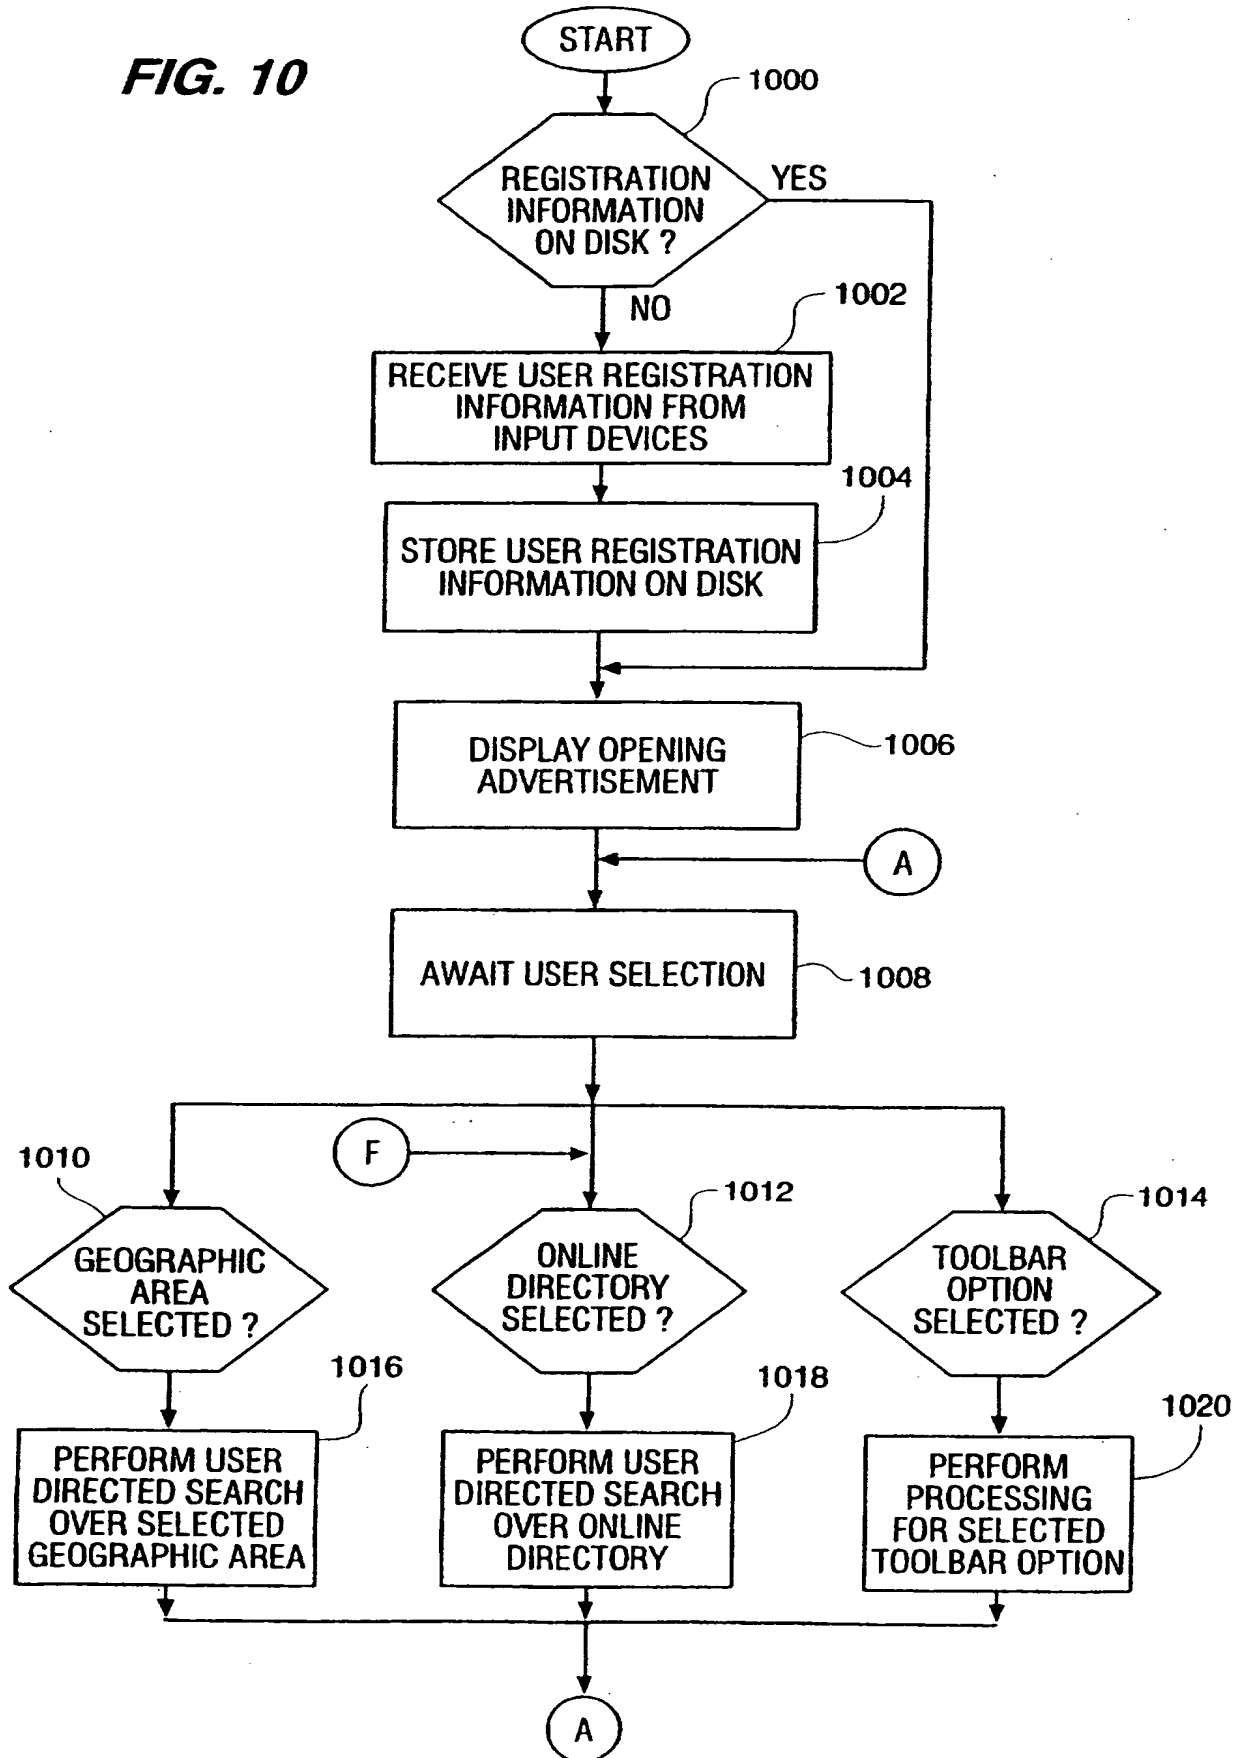 START
FIG. 10
1000
REGISTRATION
INFORMATION
ON DISK ?
YES
NO
1002
RECEIVE USER REGISTRATION
INFORMATION FROM
INPUT DEVICES
1004
STORE USER REGISTRATION
INFORMATION ON DISK
DISPLAY OPENING
ADVERTISEMENT
1006
A
AWAIT USER SELECTION
1008
F
1010
GEOGRAPHIC
AREA
SELECTED ?
1012
ONLINE
DIRECTORY
SELECTED ?
1014
TOOLBAR
OPTION
SELECTED ?
1016
PERFORM USER
DIRECTED SEARCH
OVER SELECTED
GEOGRAPHIC AREA
1018
PERFORM USER
DIRECTED SEARCH
OVER ONLINE
DIRECTORY
1020
PERFORM
PROCESSING
FOR SELECTED
TOOLBAR OPTION
A